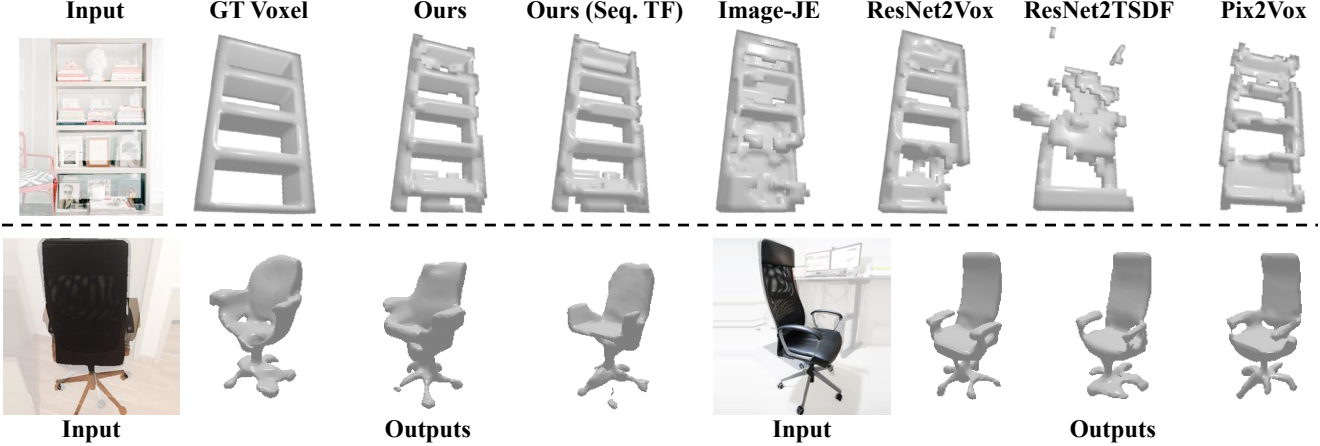 Input GT Voxel Ours Ours (Seq. TF) Image-JE ResNet2Vox ResNet2TSDF Pix2Vox
Input Outputs Input Outputs